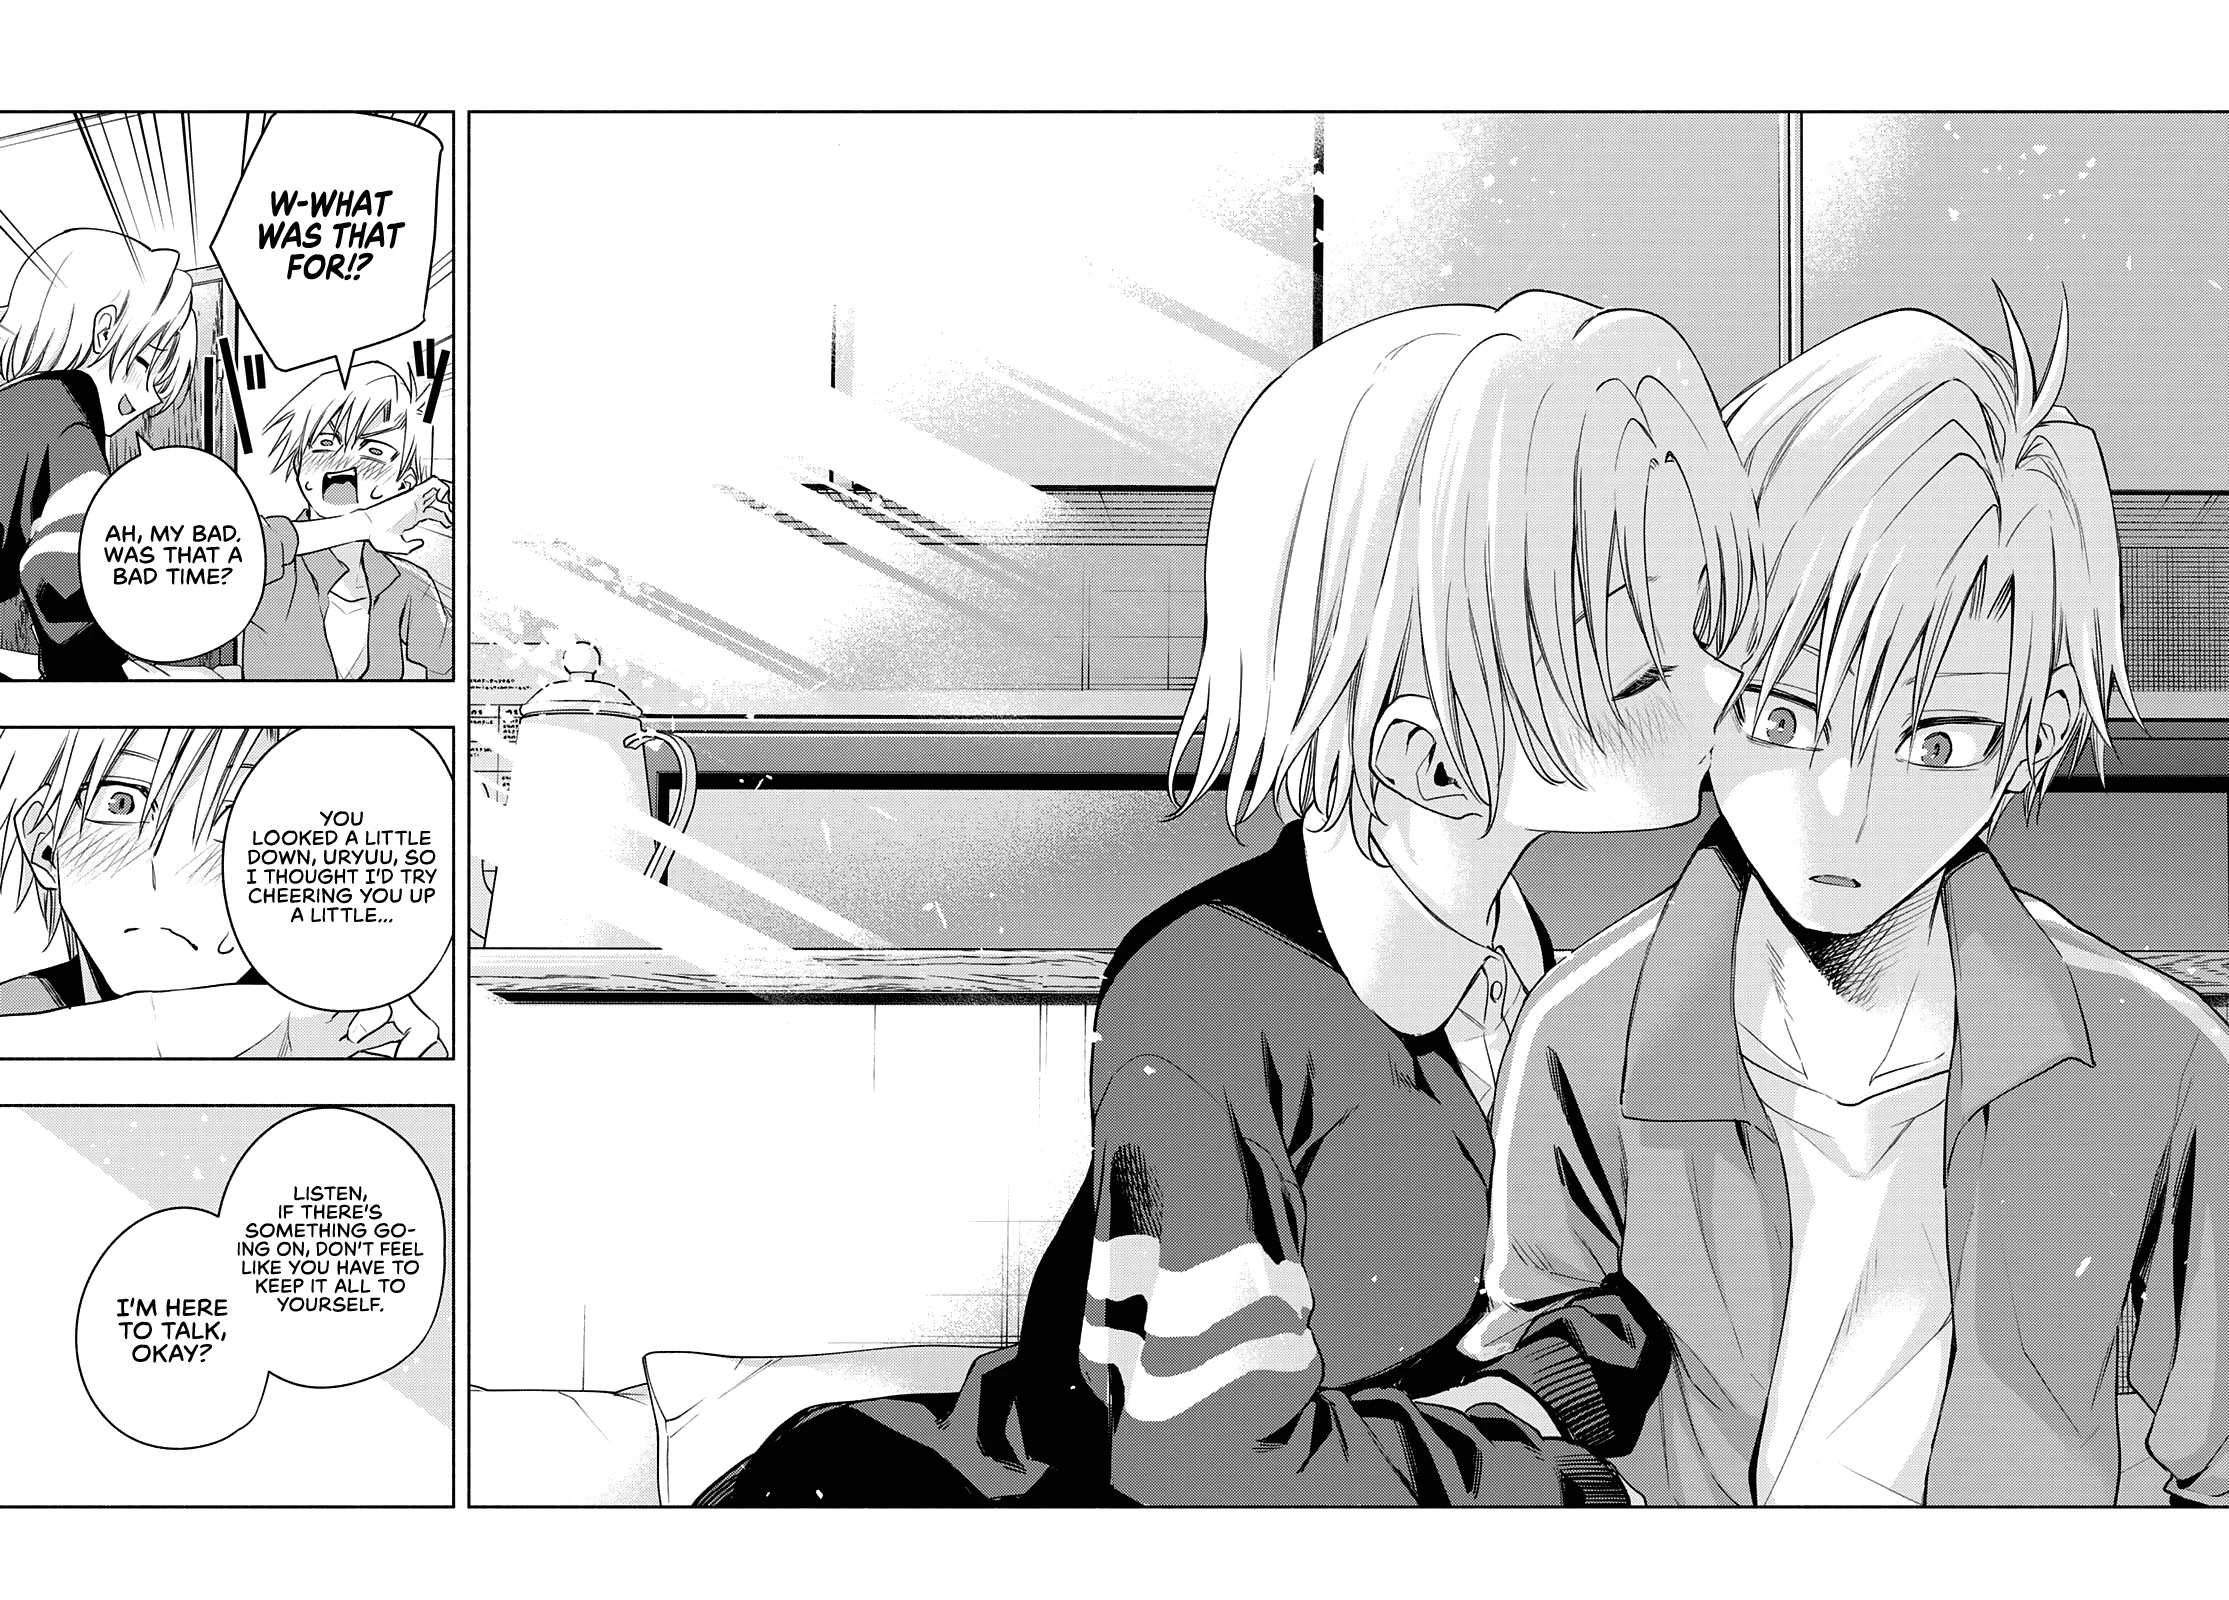 W-WHAT
WAS THAT
FOR!?
AH, MY BAD.
WAS THAT A
BAD TIME?
YOU
LOOKED A LITTLE
DOWN, URYUU, SO
I THOUGHT I'D TRY
CHEERING YOU UP
A LITTLE...
LISTEN,
IF THERE'S
SOMETHING GO-
ING ON, DON'T FEEL
LIKE YOU HAVE TO
KEEP IT ALL TO
YOURSELF.
I'M HERE
TO TALK,
OKAY?